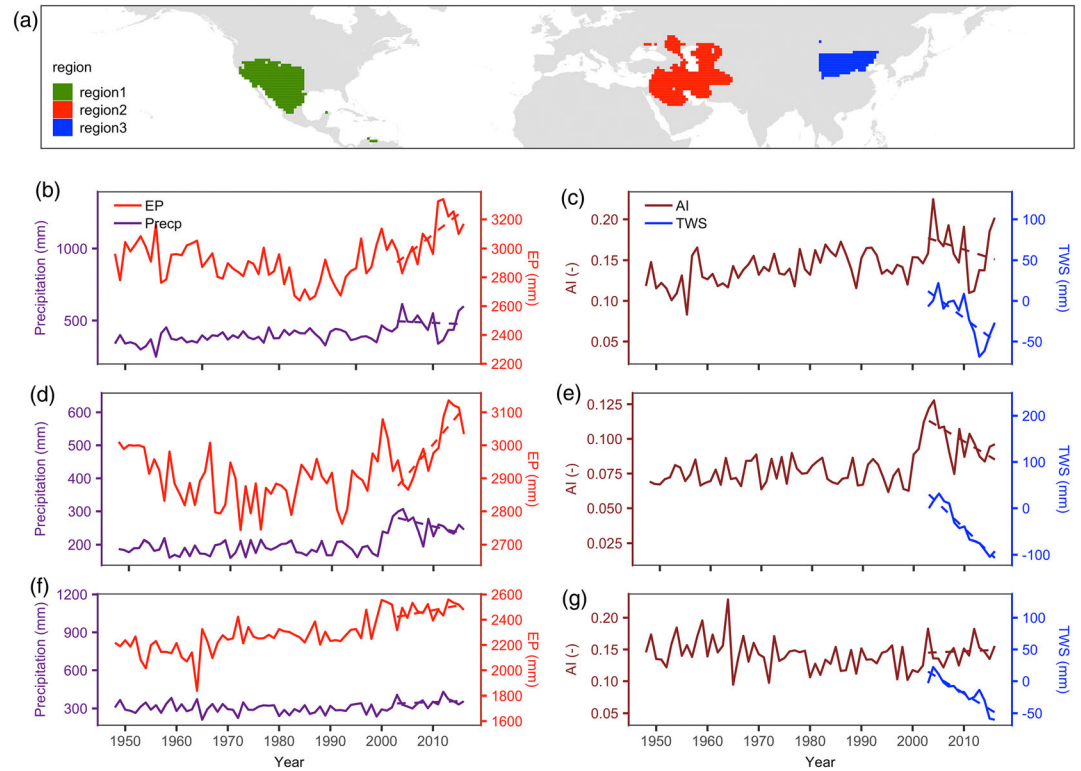 (a)
region
region1
region2
region3
(b)
EP
Precp
Precipitation (mm)
1000
500
3200
3000
2800
2600
2400
2200
EP (mm)
(c)
AI
TWS
AI (-)
0.20
0.15
0.10
0.05
100
50
0
-50
TWS (mm)
(d)
Precipitation (mm)
600
500
400
300
200
3100
3000
2900
2800
2700
EP (mm)
(e)
AI (-)
0.125
0.100
0.075
0.050
0.025
200
100
0
-100
TWS (mm)
(f)
Precipitation (mm)
1200
900
600
300
2600
2400
2200
2000
1800
1600
EP (mm)
1950 1960 1970 1980 1990 2000 2010
Year
(g)
AI (-)
0.20
0.15
0.10
0.05
100
50
0
-50
TWS (mm)
1950 1960 1970 1980 1990 2000 2010
Year